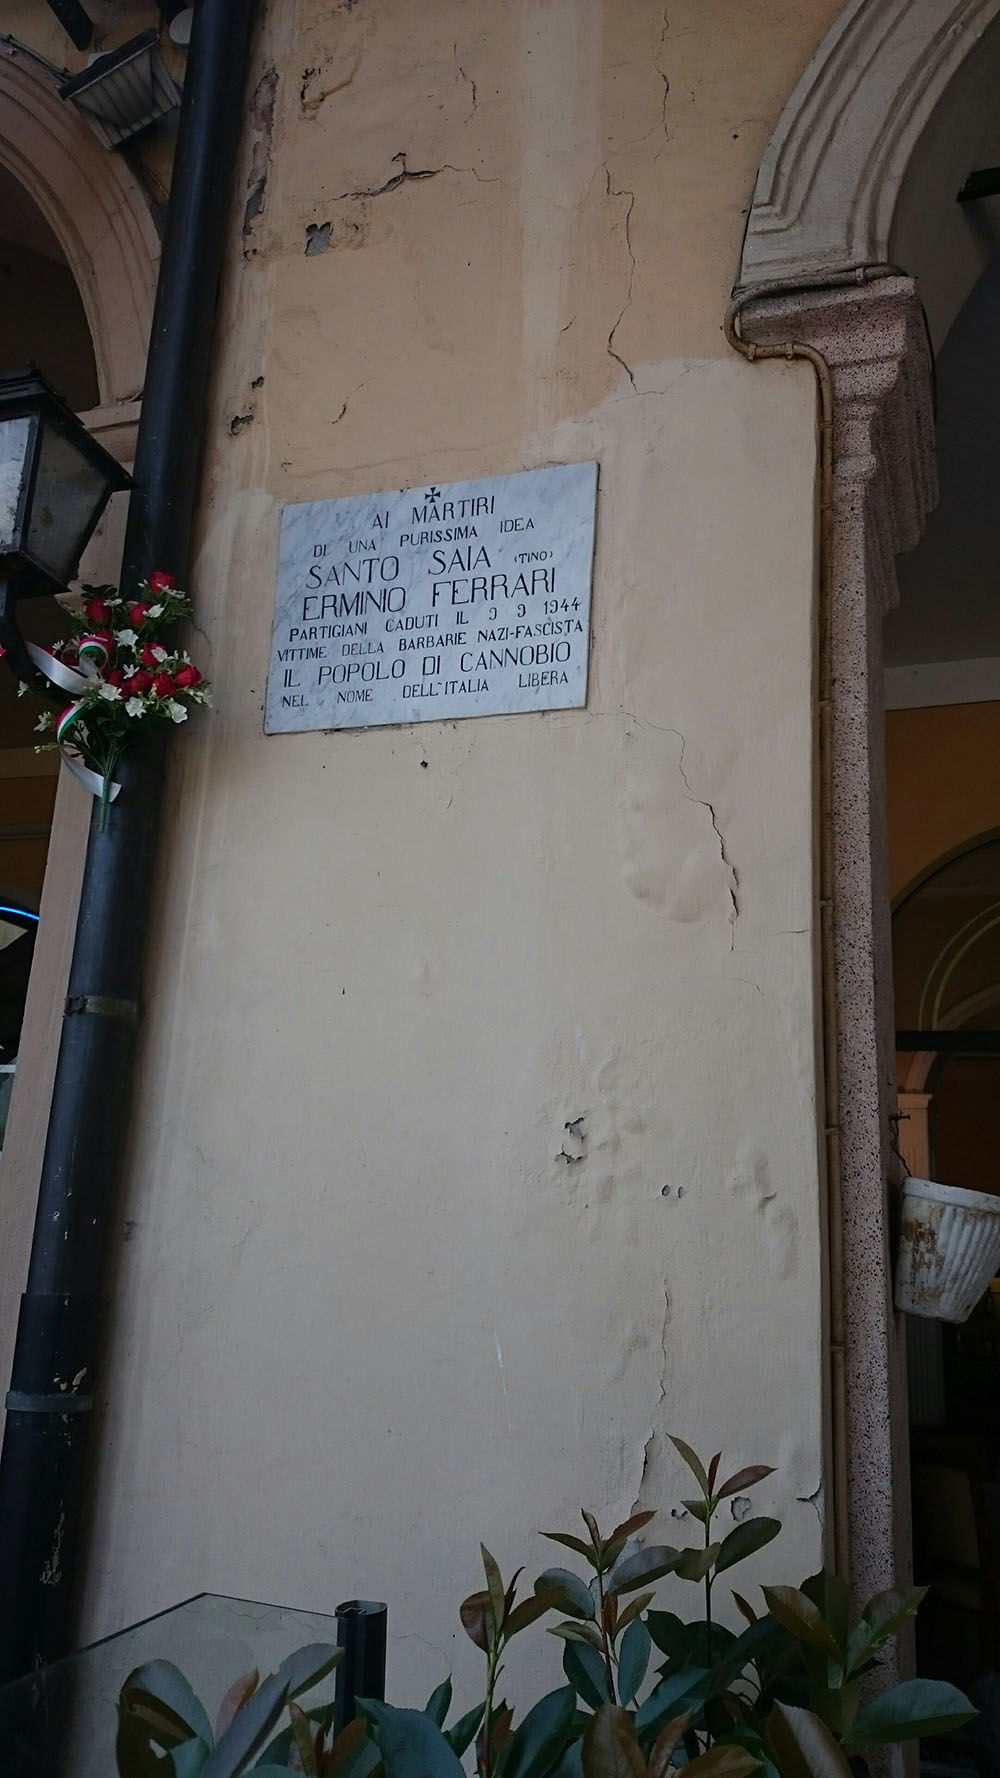 AI MARTIRI
DI UNA PURISSIMA IDEA
SANTO SAIA (TINO)
ERMINIO FERRARI
PARTIGIANI CADUTI IL 9 9 1944
VITTIME DELLA BARBARIE NAZI-FASCISTA
IL POPOLO DI CANNOBIO
NEL NOME DELL'ITALIA LIBERA